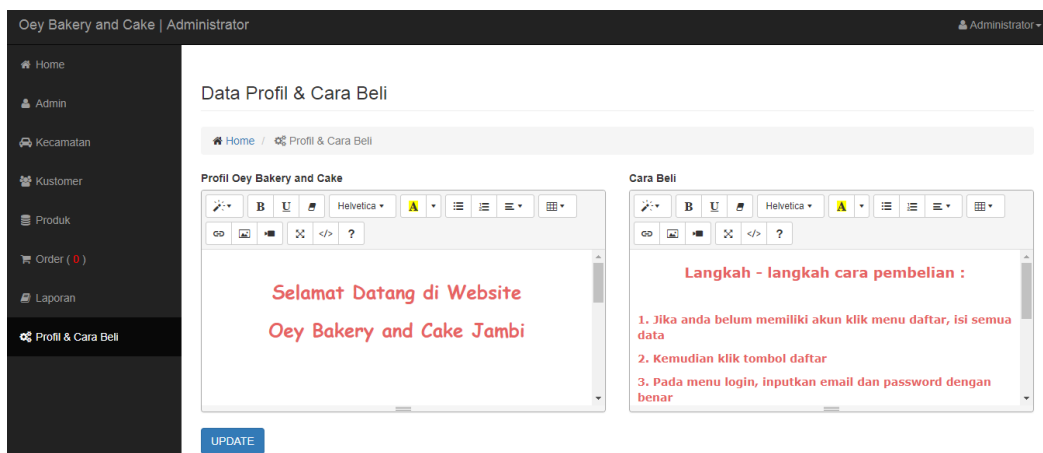 Oey Bakery and Cake | Administrator
Administrator
Home
Admin
Kecamatan
Kustomer
Produk
Order ( 0 )
Laporan
Profil & Cara Beli
Data Profil & Cara Beli
Home / Profil & Cara Beli
Profil Oey Bakery and Cake
B U Helvetica A
</> ?
Selamat Datang di Website
Oey Bakery and Cake Jambi
Cara Beli
B U Helvetica A
</> ?
Langkah - langkah cara pembelian :
1. Jika anda belum memiliki akun klik menu daftar, isi semua
data
2. Kemudian klik tombol daftar
3. Pada menu login, inputkan email dan password dengan
benar
UPDATE